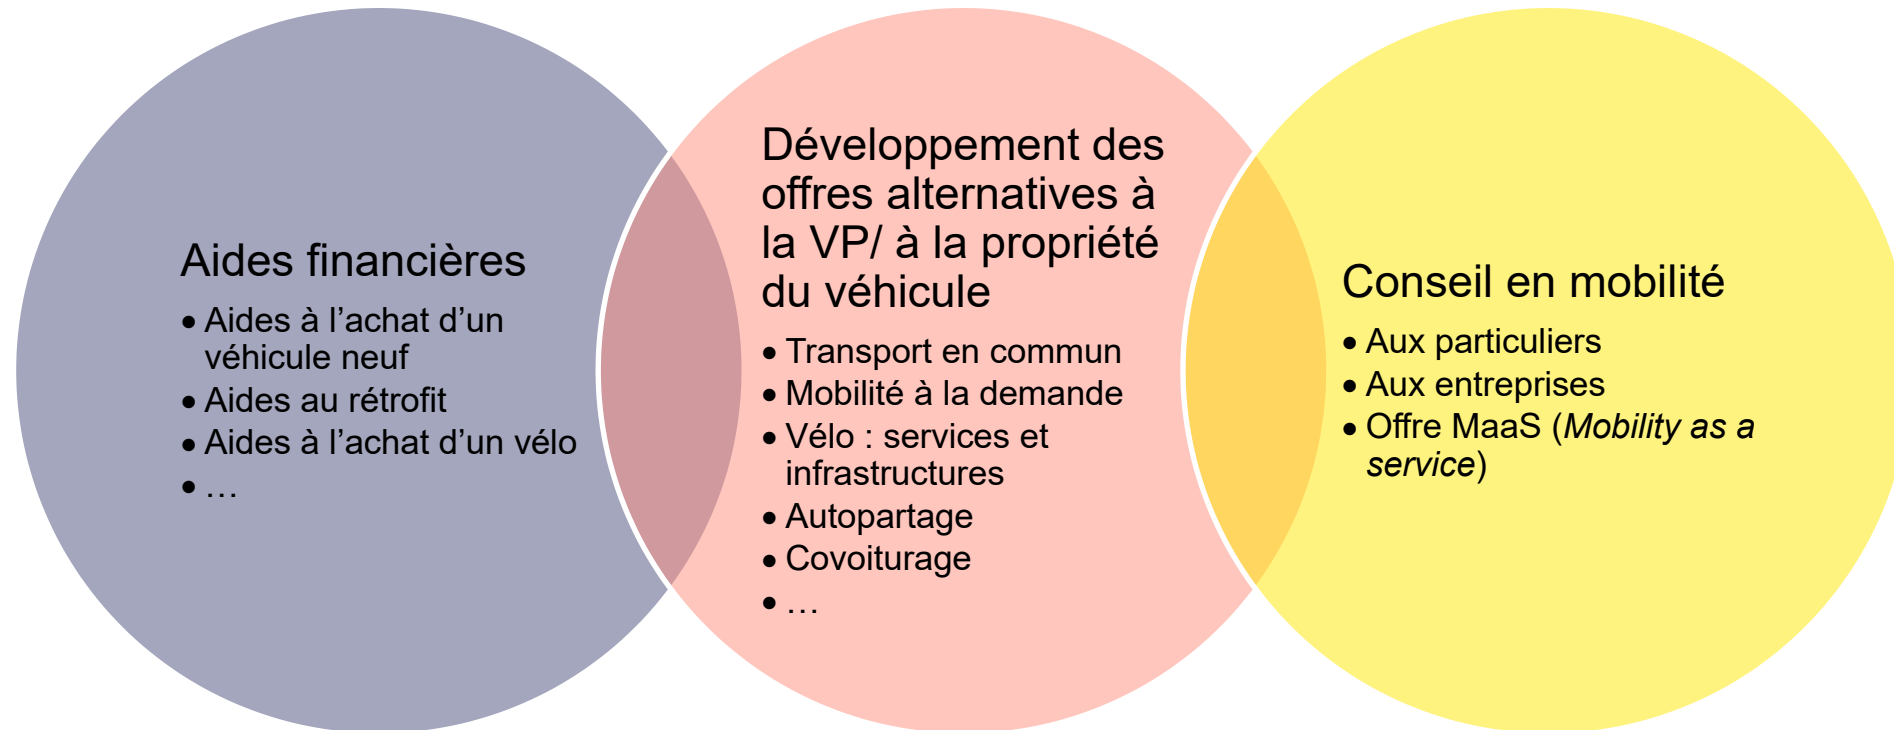 Aides financières
• Aides à l’achat d’un
véhicule neuf
• Aides au rétrofit
• Aides à l’achat d’un vélo
• …
Développement des
offres alternatives à
la VP/ à la propriété
du véhicule
• Transport en commun
• Mobilité à la demande
• Vélo : services et
infrastructures
• Autopartage
• Covoiturage
• …
Conseil en mobilité
• Aux particuliers
• Aux entreprises
• Offre MaaS (Mobility as a
service)